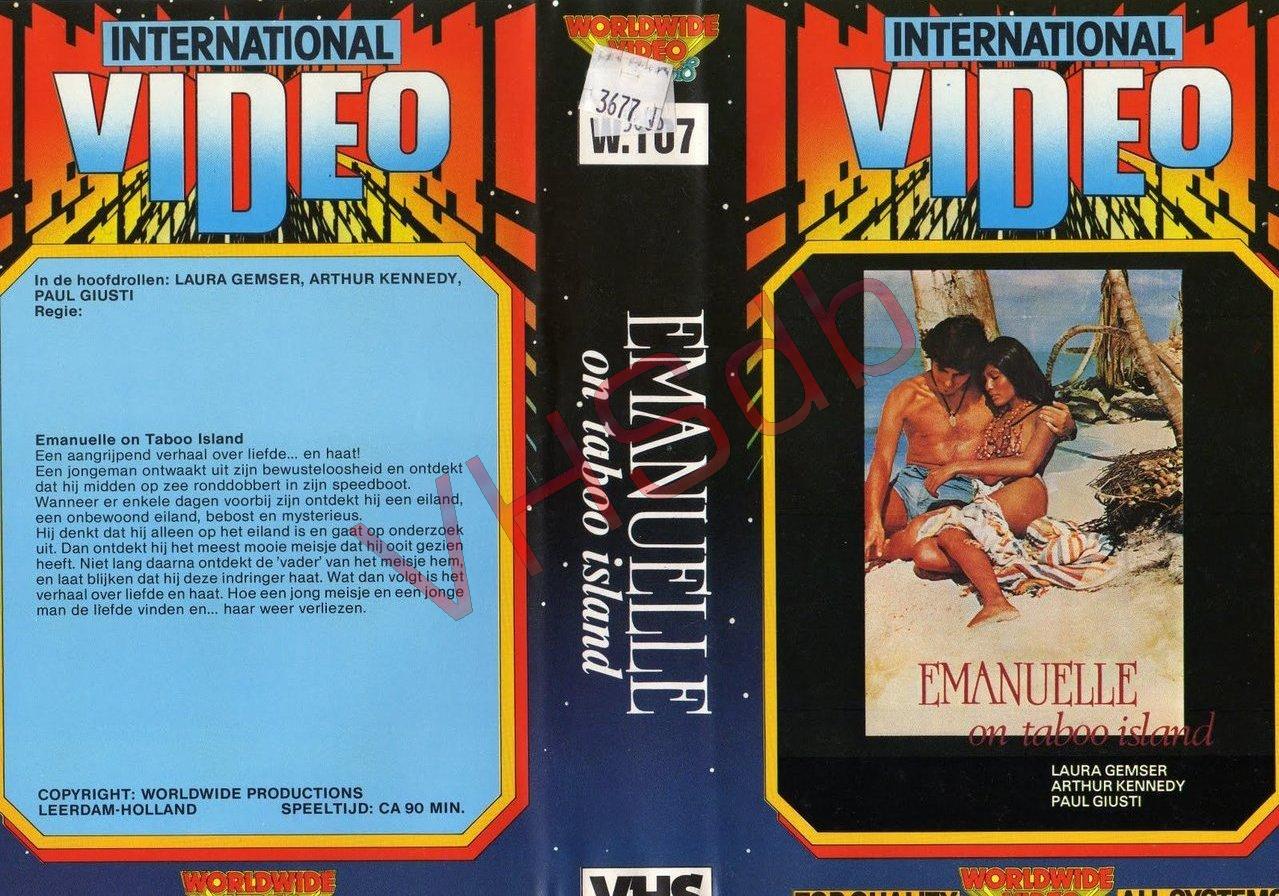 INTERNATIONAL
VIDEO
In de hoofdrollen: LAURA GEMSER, ARTHUR KENNEDY,
PAUL GIUSTI
Regie:
Emanuelle on Taboo Island
Een aangrijpend verhaal over liefde... en haat!
Een jongeman ontwaakt uit zijn bewusteloosheid en ontdekt
dat hij midden op zee ronddobbert in zijn speedboot.
Wanneer er enkele dagen voorbij zijn ontdekt hij een eiland,
een onbewoond eiland, bebost en mysterieus.
Hij denkt dat hij alleen op het eiland is en gaat op onderzoek
uit. Dan ontdekt hij het meest mooie meisje dat hij ooit gezien
heeft. Niet lang daarna ontdekt de 'vader' van het meisje hem,
en laat blijken dat hij deze indringer haat. Wat dan volgt is het
verhaal over liefde en haat. Hoe een jong meisje en een jonge
man de liefde vinden en... haar weer verliezen.
COPYRIGHT: WORLDWIDE PRODUCTIONS
LEERDAM-HOLLAND SPEELTIJD: CA 90 MIN.
WORLDWIDE
WORLDWIDE
VIDEO
3677
W.107
EMANUELLE
on taboo island
VHS
INTERNATIONAL
VIDEO
EMANUELLE
on taboo island
LAURA GEMSER
ARTHUR KENNEDY
PAUL GIUSTI
TOP QUALITY
WORLDWIDE
VIDEO
ALL SYSTEMS
VHSdb